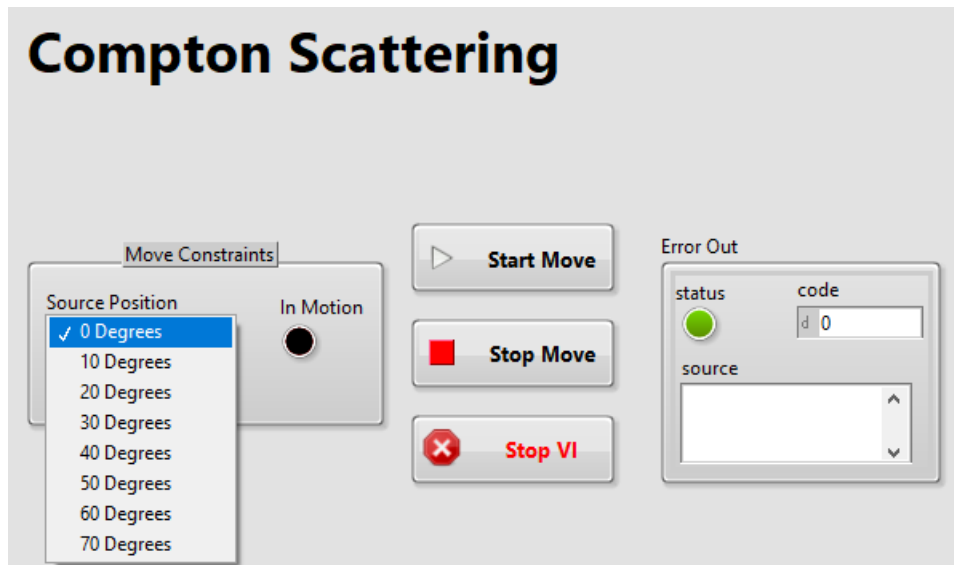 Compton Scattering
Move Constraints
Source Position
In Motion
✓ 0 Degrees
10 Degrees
20 Degrees
30 Degrees
40 Degrees
50 Degrees
60 Degrees
70 Degrees
Start Move
Stop Move
Stop VI
Error Out
status
code
d 0
source